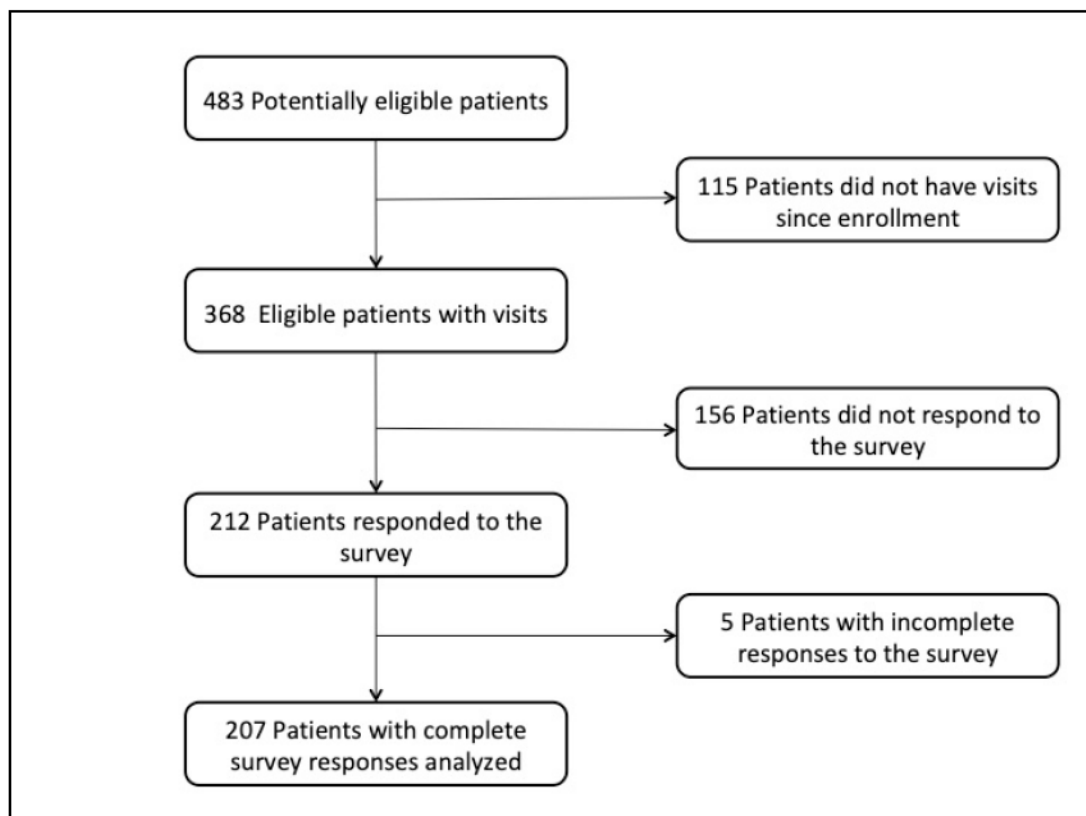 483 Potentially eligible patients
115 Patients did not have visits
since enrollment
368 Eligible patients with visits
156 Patients did not respond to
the survey
212 Patients responded to the
survey
5 Patients with incomplete
responses to the survey
207 Patients with complete
survey responses analyzed